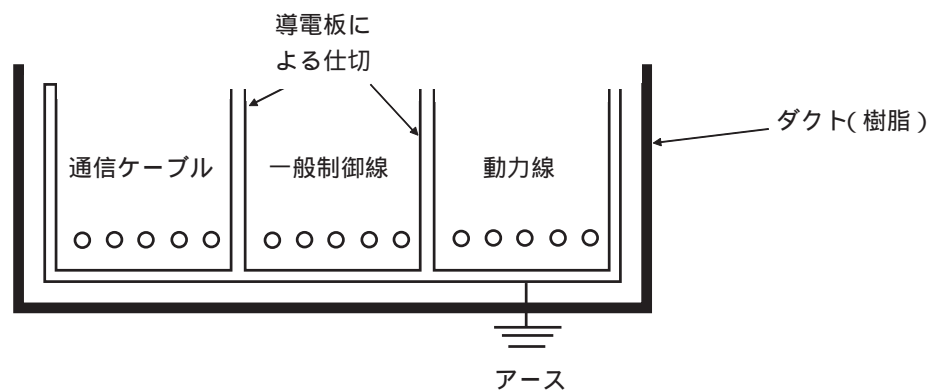 導電板に
よる仕切
ダクト(樹脂)
通信ケーブル
一般制御線
動力線
アース